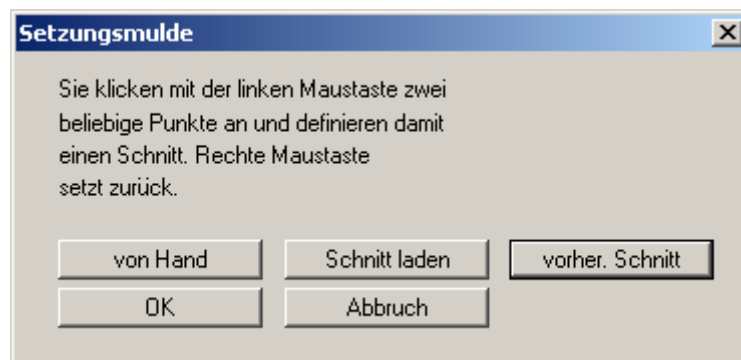 Setzungsmulde
Sie klicken mit der linken Maustaste zwei
beliebige Punkte an und definieren damit
einen Schnitt. Rechte Maustaste
setzt zurück.
von Hand Schnitt laden vorher. Schnitt
OK Abbruch